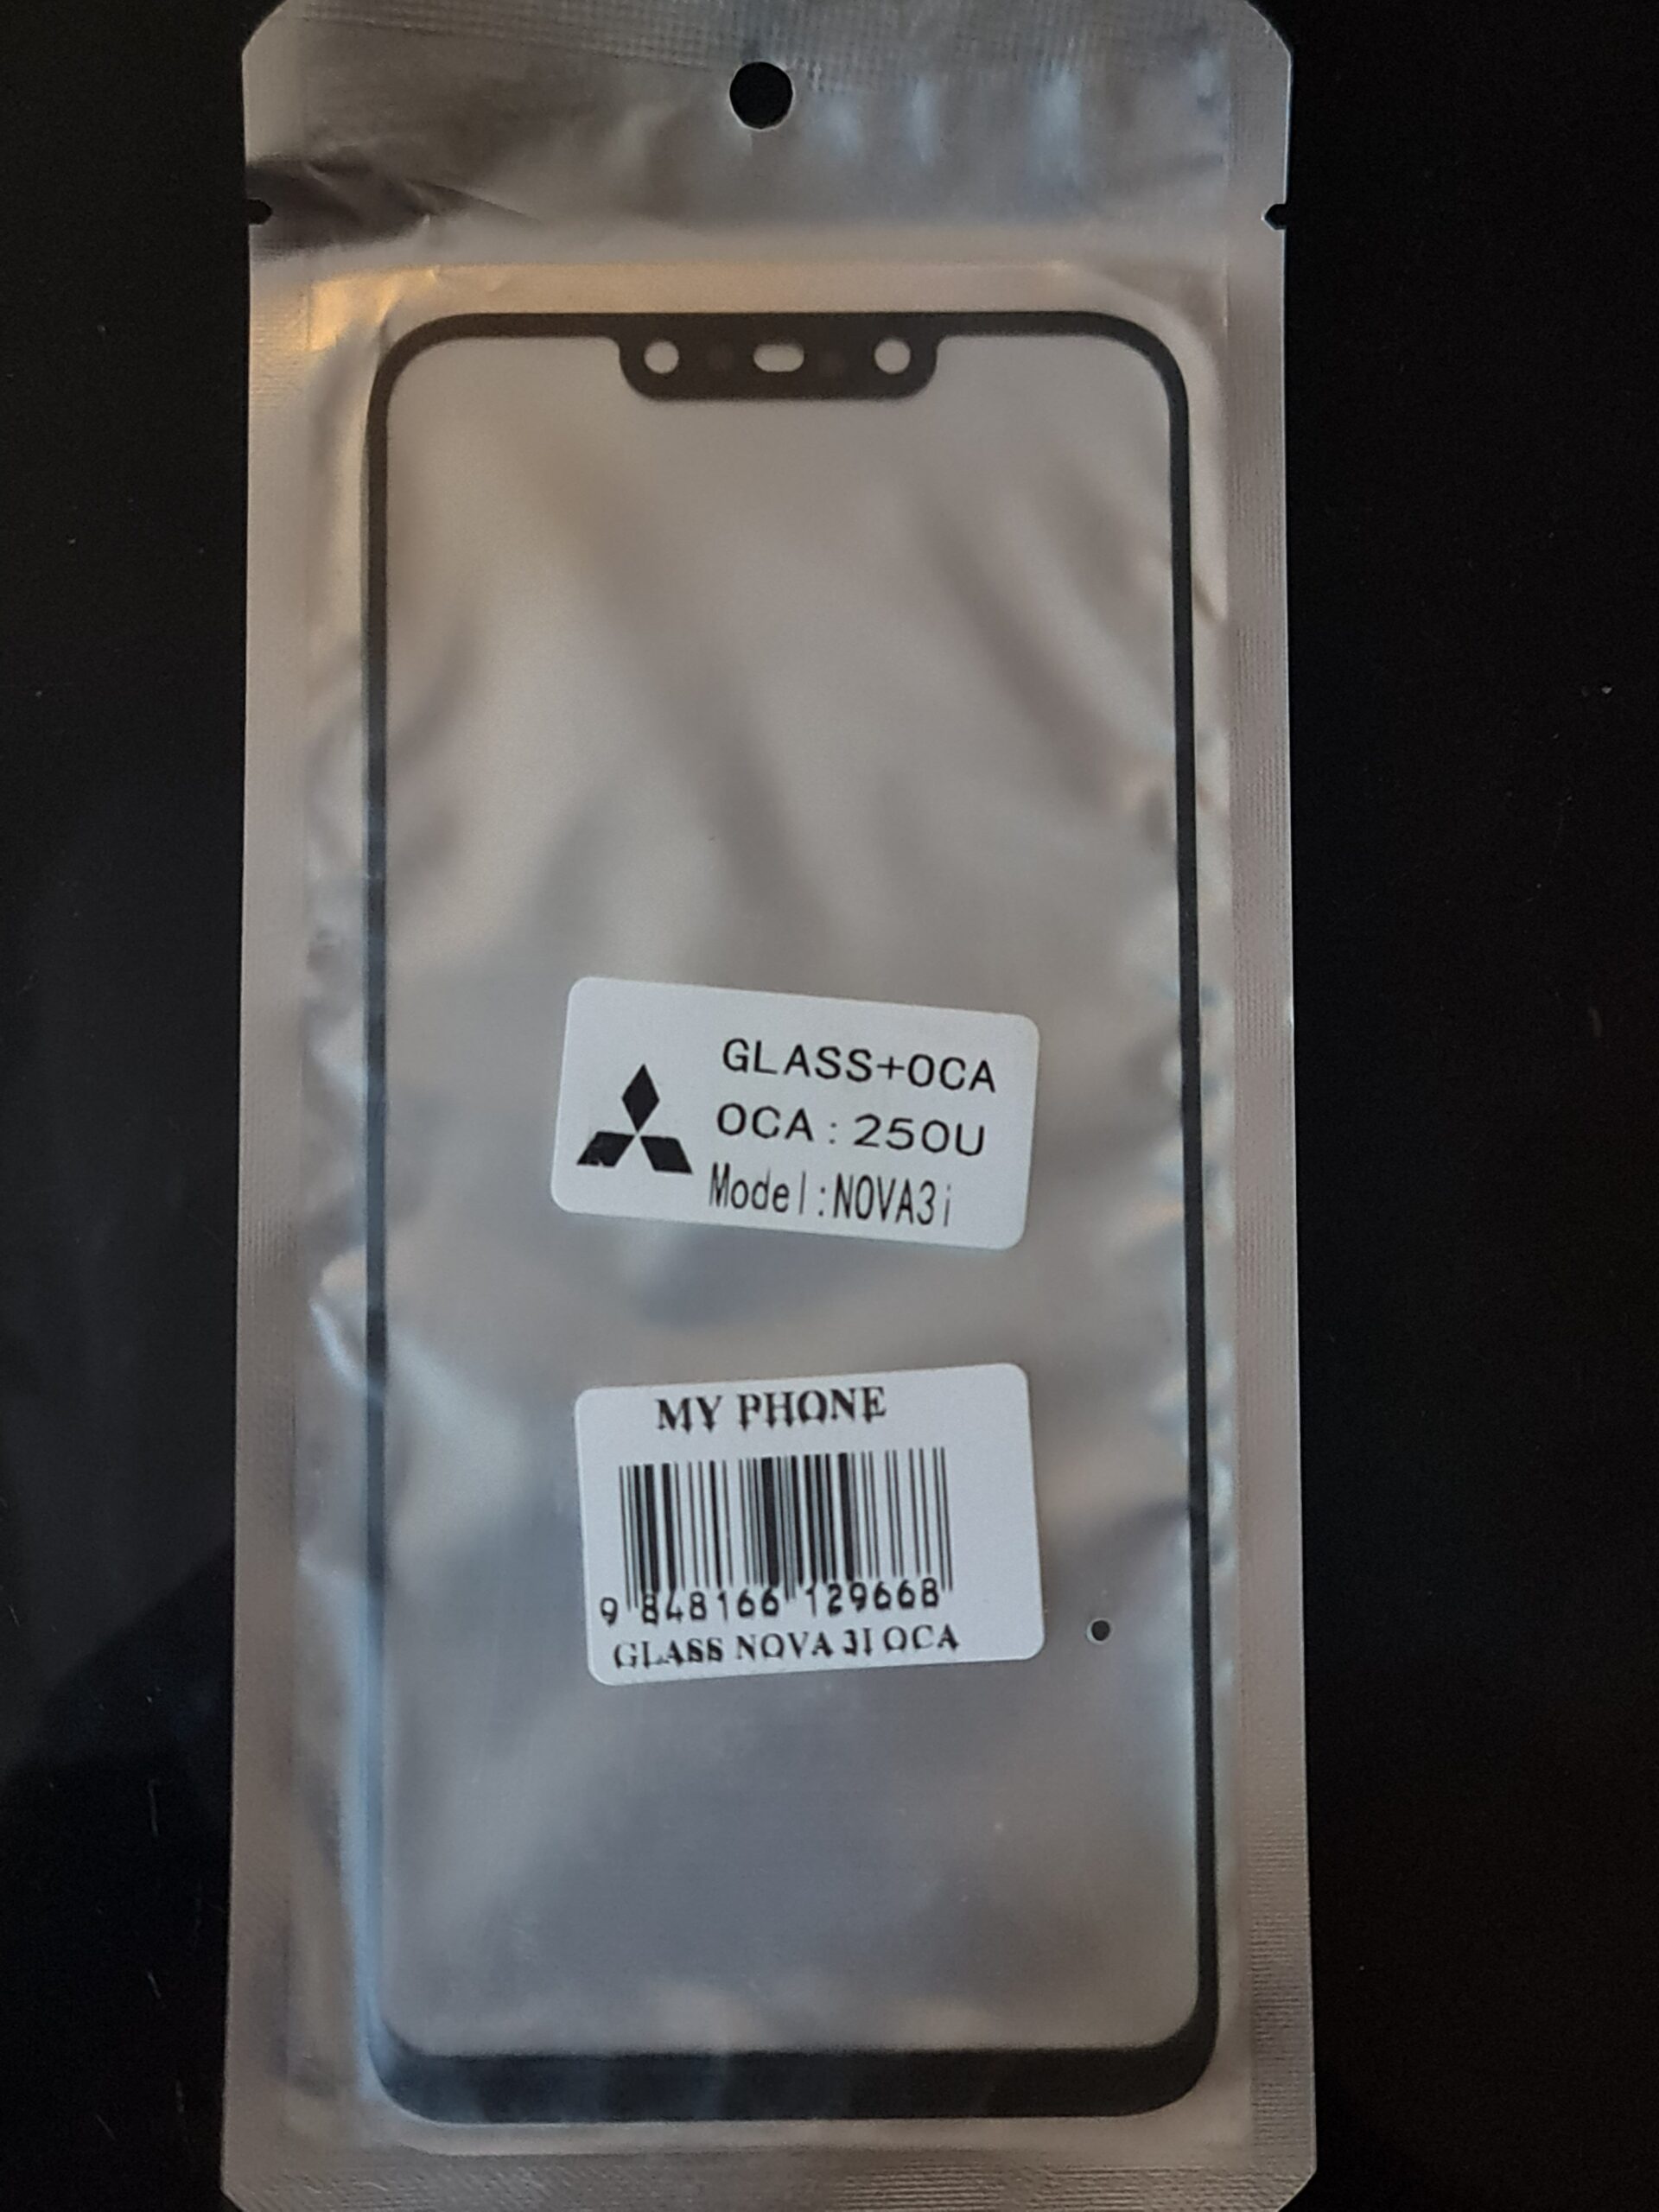 GLASS+OCA
OCA : 250U
Model:NOVA3i
MY PHONE
9 848166 129668
GLASS NOVA 3I OCA